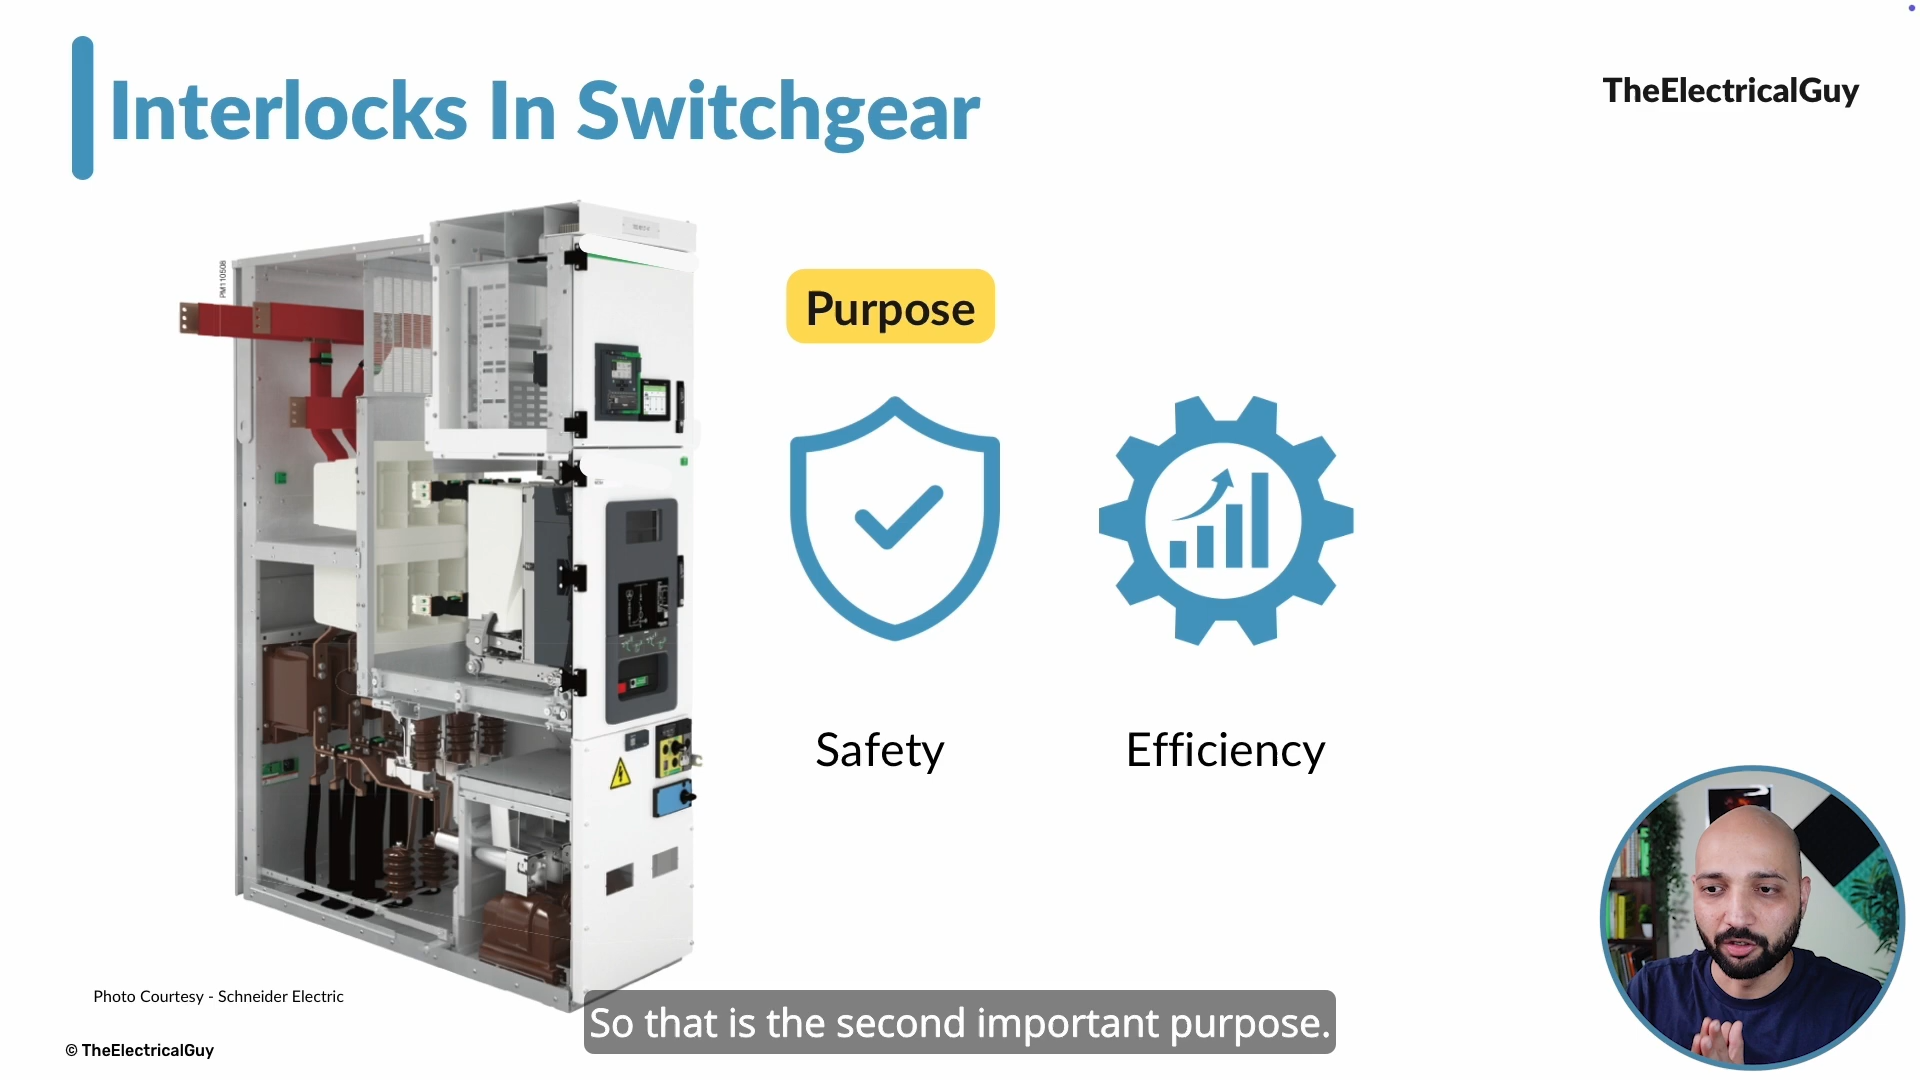 Interlocks In Switchgear
TheElectricalGuy
PM110506
Purpose
Safety
Efficiency
Photo Courtesy - Schneider Electric
So that is the second important purpose.
© TheElectricalGuy